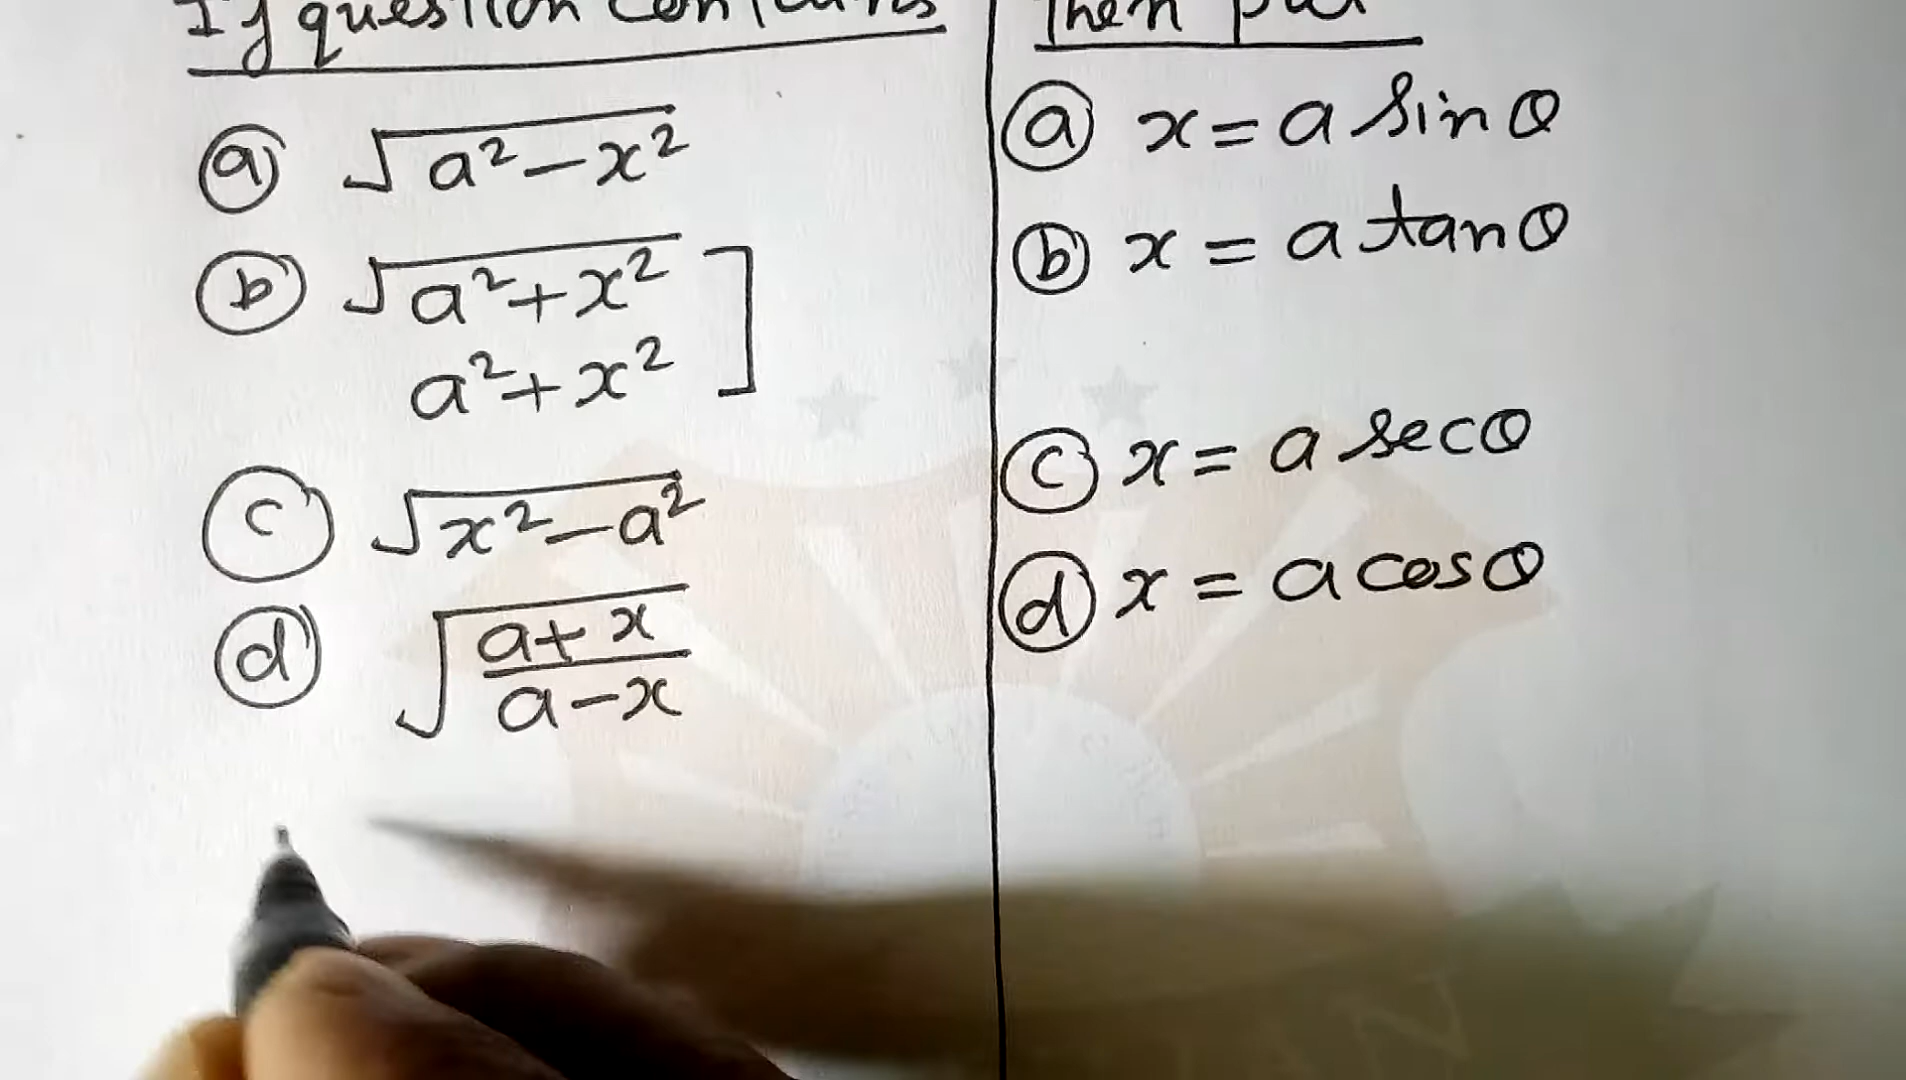 If question contains
ⓐ √(a²-x²)
ⓑ √(a²+x²)
a²+x² ]
ⓒ √(x²-a²)
ⓓ √((a+x)/(a-x))
Then put
ⓐ x = a sinθ
ⓑ x = a tanθ
ⓒ x = a secθ
ⓓ x = a cosθ